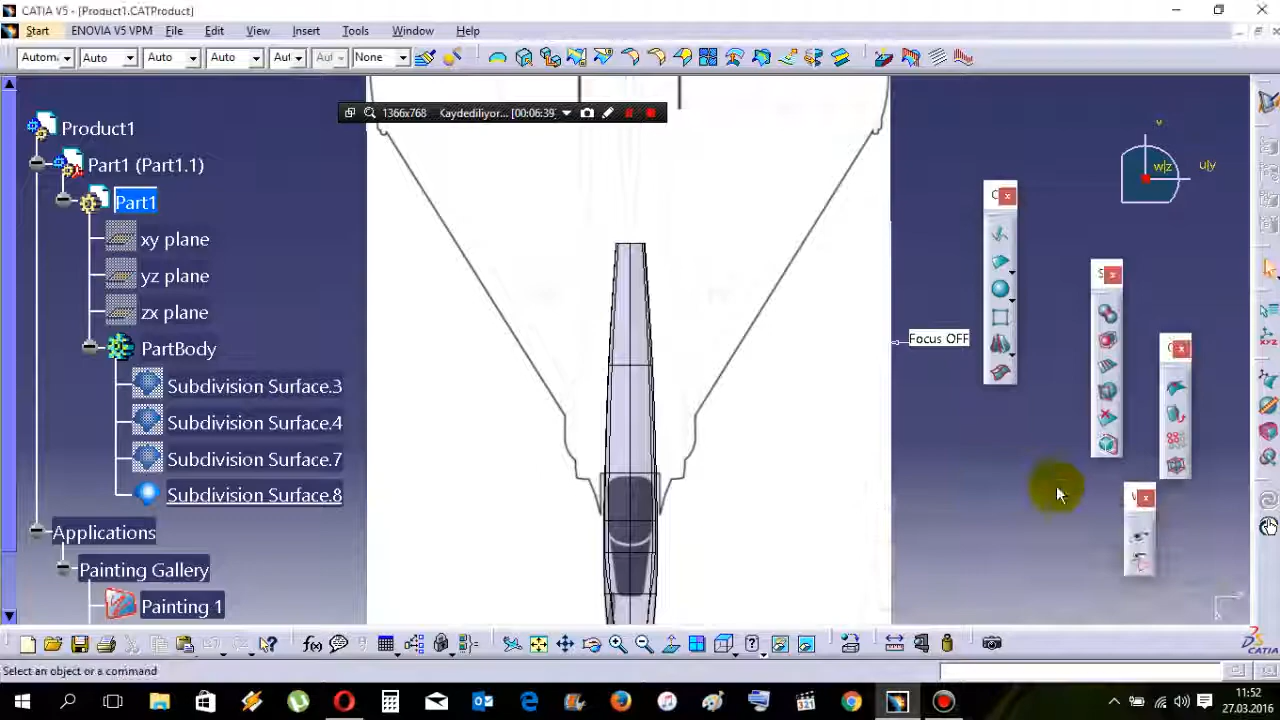 CATIA V5 - [Product1.CATProduct]
Start ENOVIA V5 VPM File Edit View Insert Tools Window Help
Autom Auto Auto Auto Aut Aut None
1366x768 Kaydediliyor... [00:06:39]
Product1
Part1 (Part1.1)
Part1
xy plane
yz plane
zx plane
PartBody
Subdivision Surface.3
Subdivision Surface.4
Subdivision Surface.7
Subdivision Surface.8
Applications
Painting Gallery
Painting 1
w|z
u|y
Focus OFF
f(x)
CATIA
Select an object or a command
11:52
27.03.2016